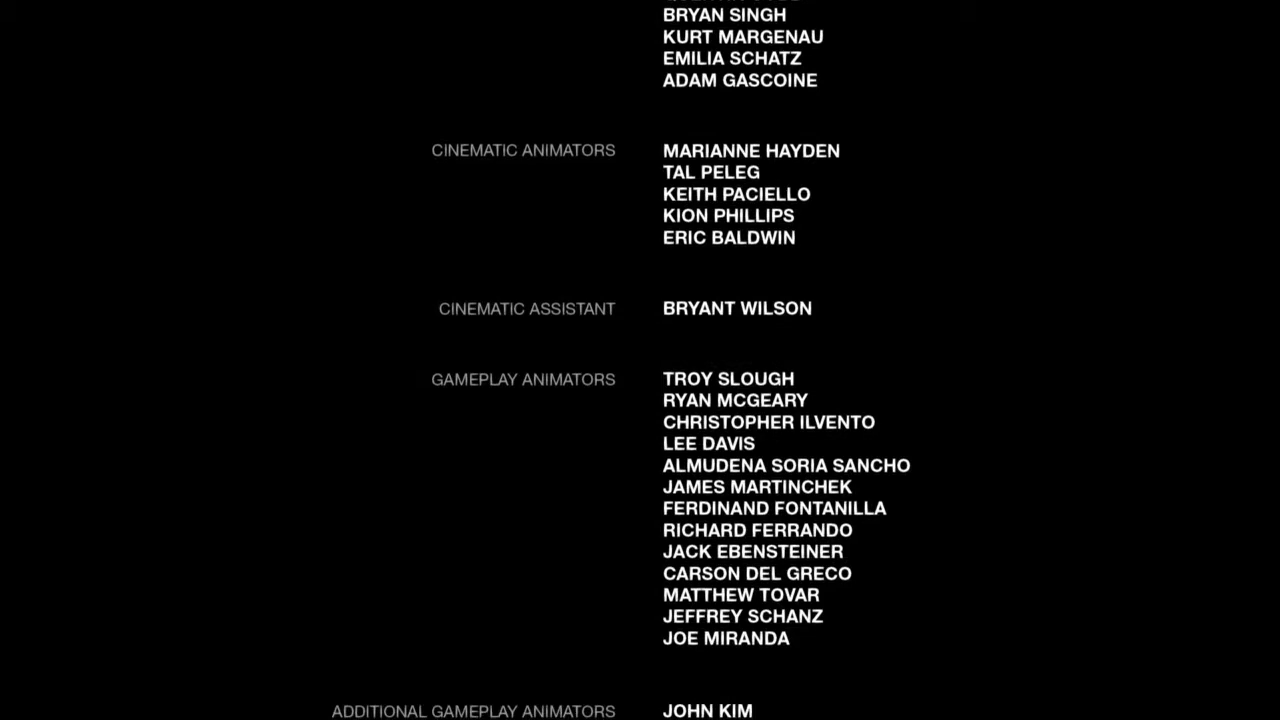 BRYAN SINGH
KURT MARGENAU
EMILIA SCHATZ
ADAM GASCOINE
CINEMATIC ANIMATORS MARIANNE HAYDEN
TAL PELEG
KEITH PACIELLO
KION PHILLIPS
ERIC BALDWIN
CINEMATIC ASSISTANT BRYANT WILSON
GAMEPLAY ANIMATORS TROY SLOUGH
RYAN MCGEARY
CHRISTOPHER ILVENTO
LEE DAVIS
ALMUDENA SORIA SANCHO
JAMES MARTINCHEK
FERDINAND FONTANILLA
RICHARD FERRANDO
JACK EBENSTEINER
CARSON DEL GRECO
MATTHEW TOVAR
JEFFREY SCHANZ
JOE MIRANDA
ADDITIONAL GAMEPLAY ANIMATORS JOHN KIM